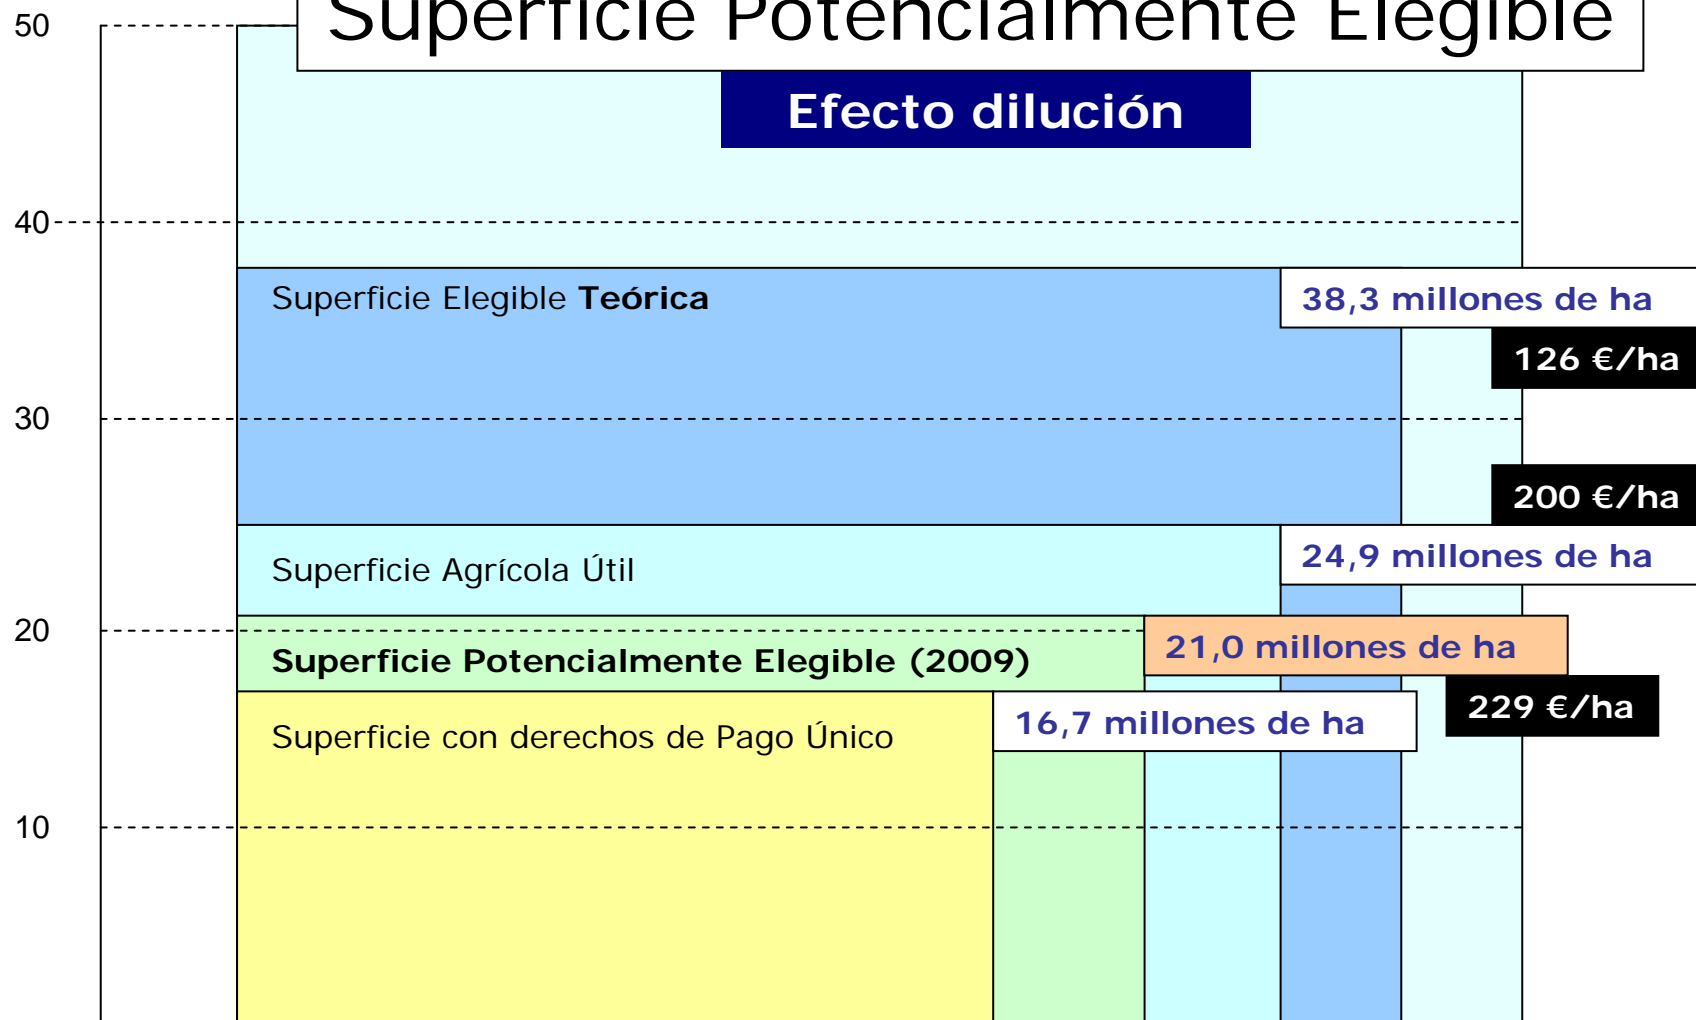 Superficie Potencialmente Elegible
50
Efecto dilución
40
Superficie Elegible Teórica
38,3 millones de ha
126 €/ha
30
200 €/ha
24,9 millones de ha
Superficie Agrícola Útil
20
21,0 millones de ha
Superficie Potencialmente Elegible (2009)
229 €/ha
16,7 millones de ha
Superficie con derechos de Pago Único
10